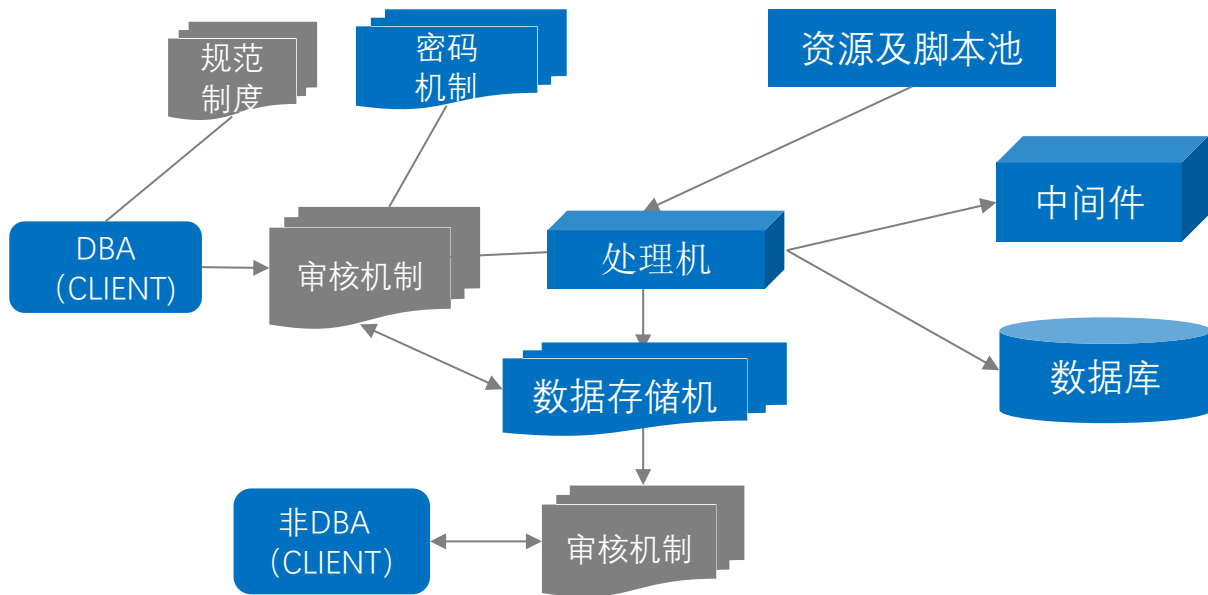 规范
制度
密码
机制
资源及脚本池
中间件
DBA
（CLIENT）
审核机制
处理机
数据存储机
数据库
非DBA
（CLIENT）
审核机制